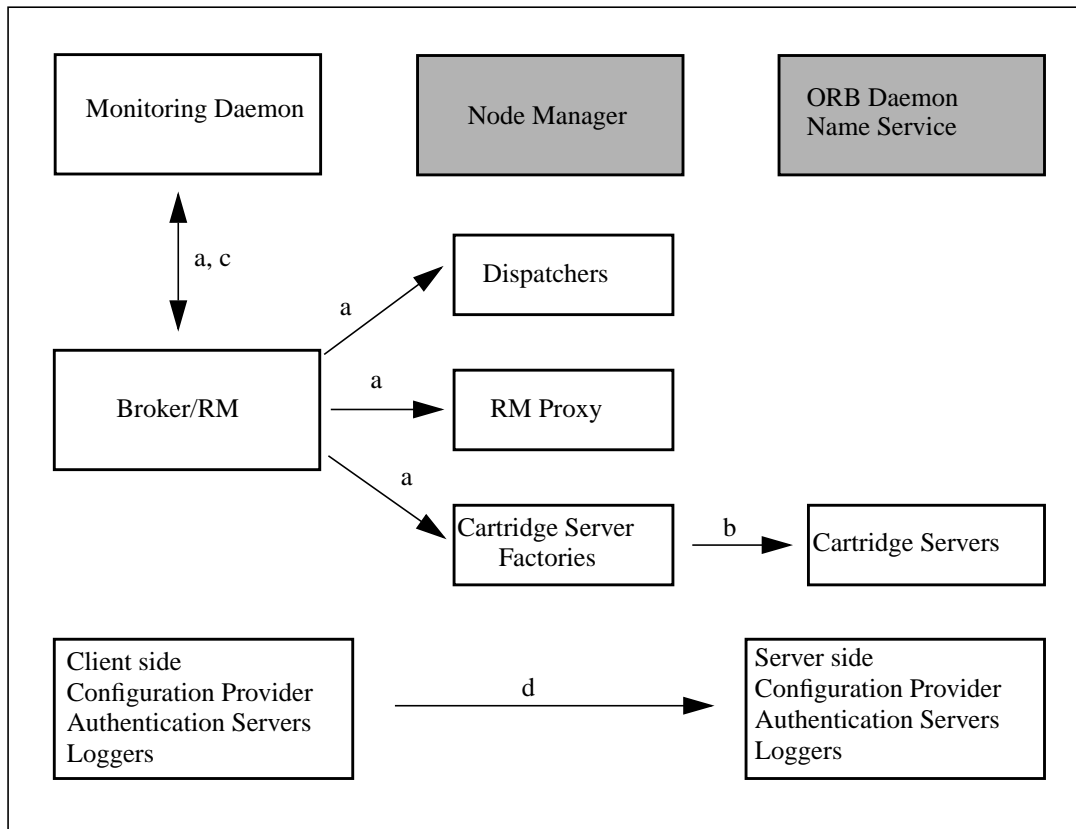 Monitoring Daemon
Node Manager
ORB Daemon
Name Service
a, c
Dispatchers
a
Broker/RM
a
RM Proxy
a
Cartridge Server
Factories
b
Cartridge Servers
Client side
Configuration Provider
Authentication Servers
Loggers
d
Server side
Configuration Provider
Authentication Servers
Loggers